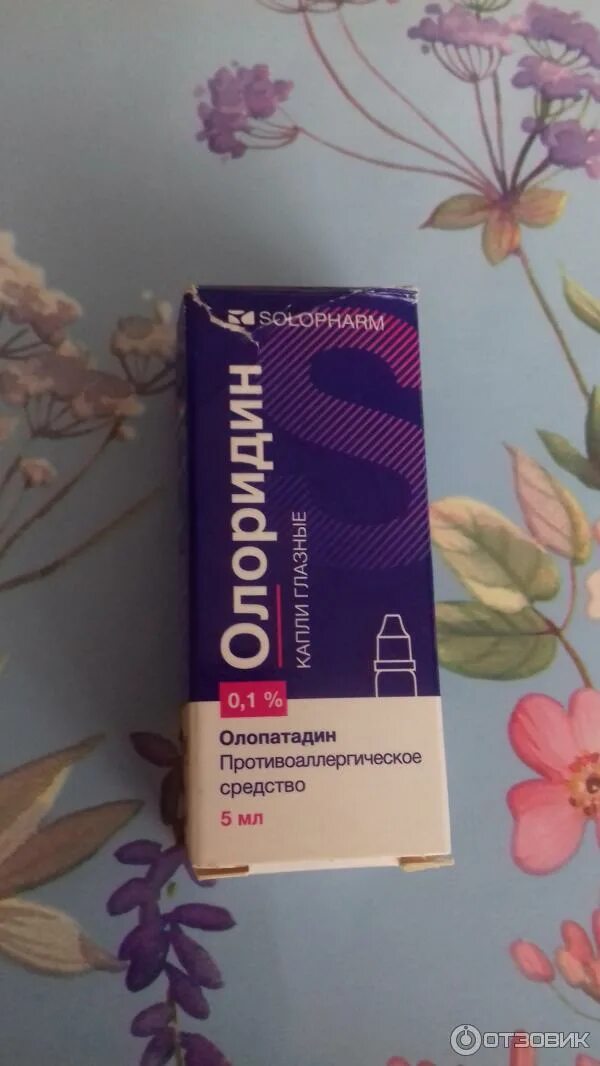 SOLOPHARM
Олоридин
КАПЛИ ГЛАЗНЫЕ
0,1 %
Олопатадин
Противоаллергическое
средство
5 мл
ОТЗОВИК